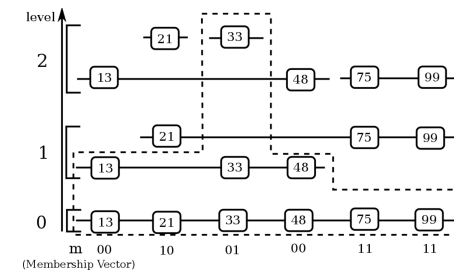 level
21 33
2
13 48 75 99
21 75 99
1
13 33 48
0 13 21 33 48 75 99
m 00 10 01 00 11 11
(Membership Vector)